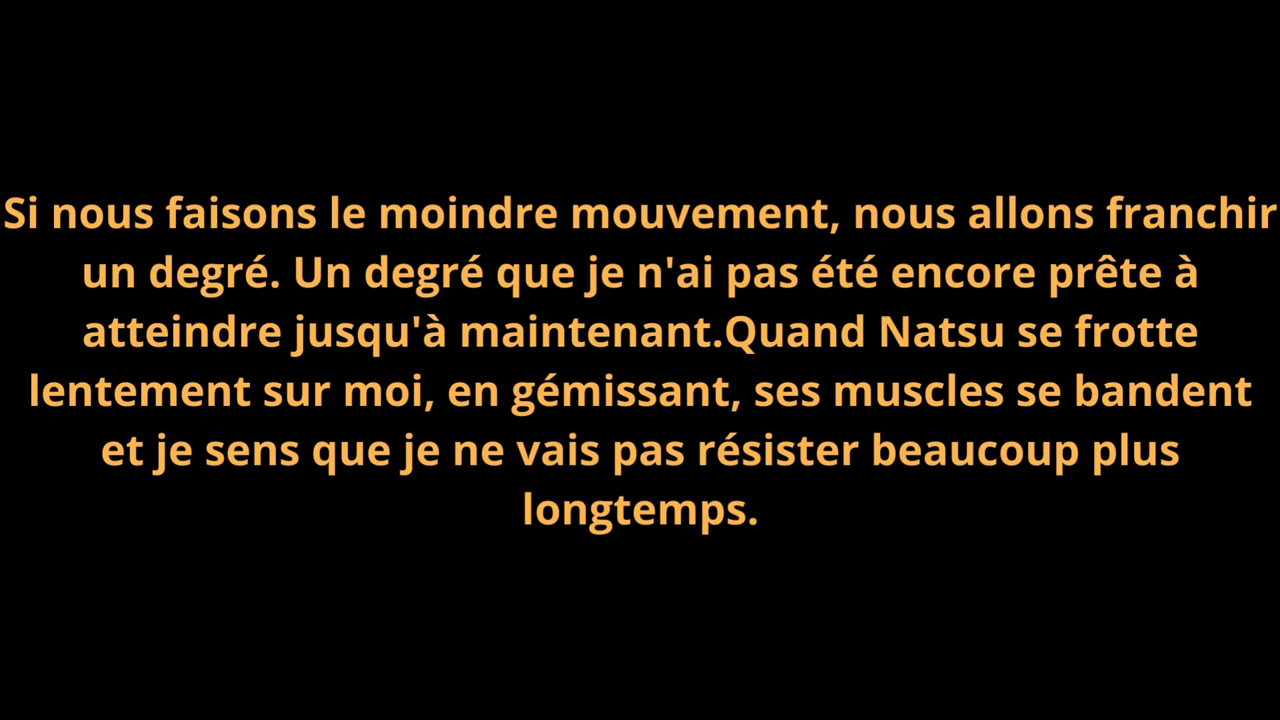 Si nous faisons le moindre mouvement, nous allons franchir
un degré. Un degré que je n'ai pas été encore prête à
atteindre jusqu'à maintenant.Quand Natsu se frotte
lentement sur moi, en gémissant, ses muscles se bandent
et je sens que je ne vais pas résister beaucoup plus
longtemps.